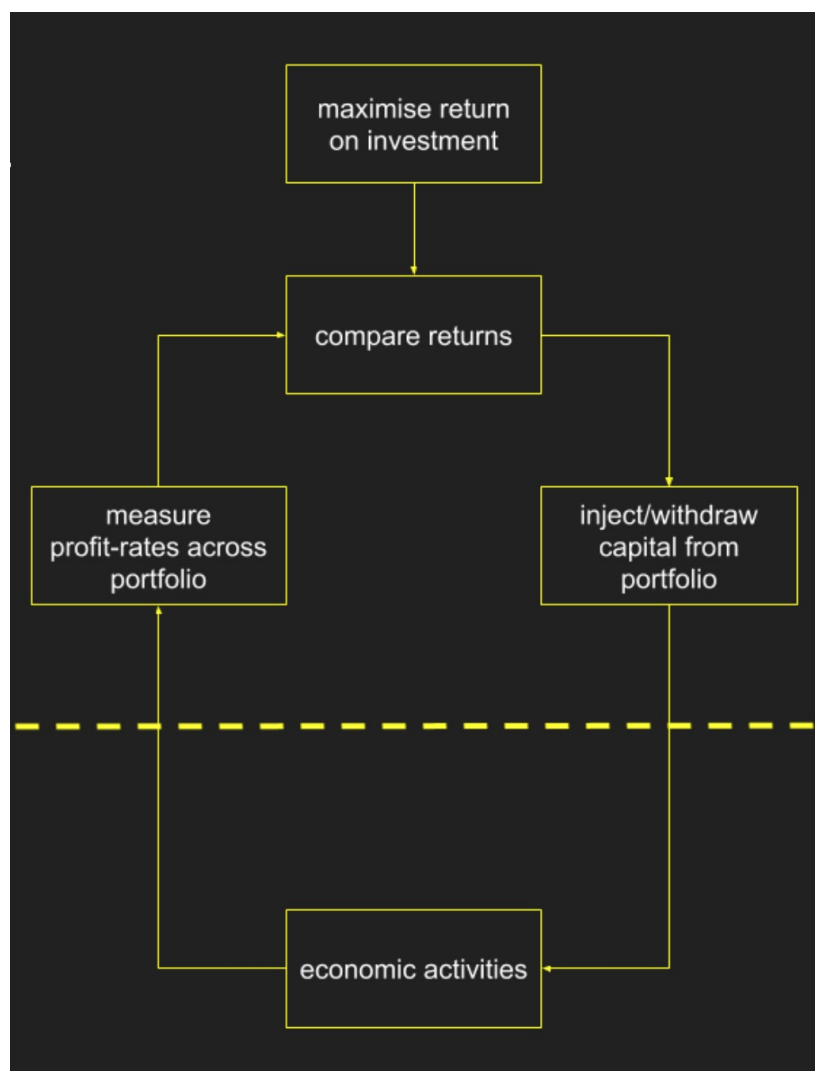 maximise return
on investment
compare returns
measure
profit-rates across
portfolio
inject/withdraw
capital from
portfolio
economic activities